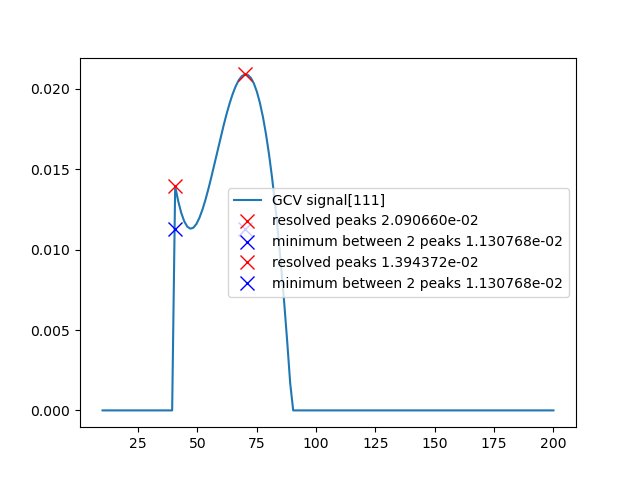 0.020
0.015
0.010
0.005
0.000
GCV signal[111]
resolved peaks 2.090660e-02
minimum between 2 peaks 1.130768e-02
resolved peaks 1.394372e-02
minimum between 2 peaks 1.130768e-02
25 50 75 100 125 150 175 200